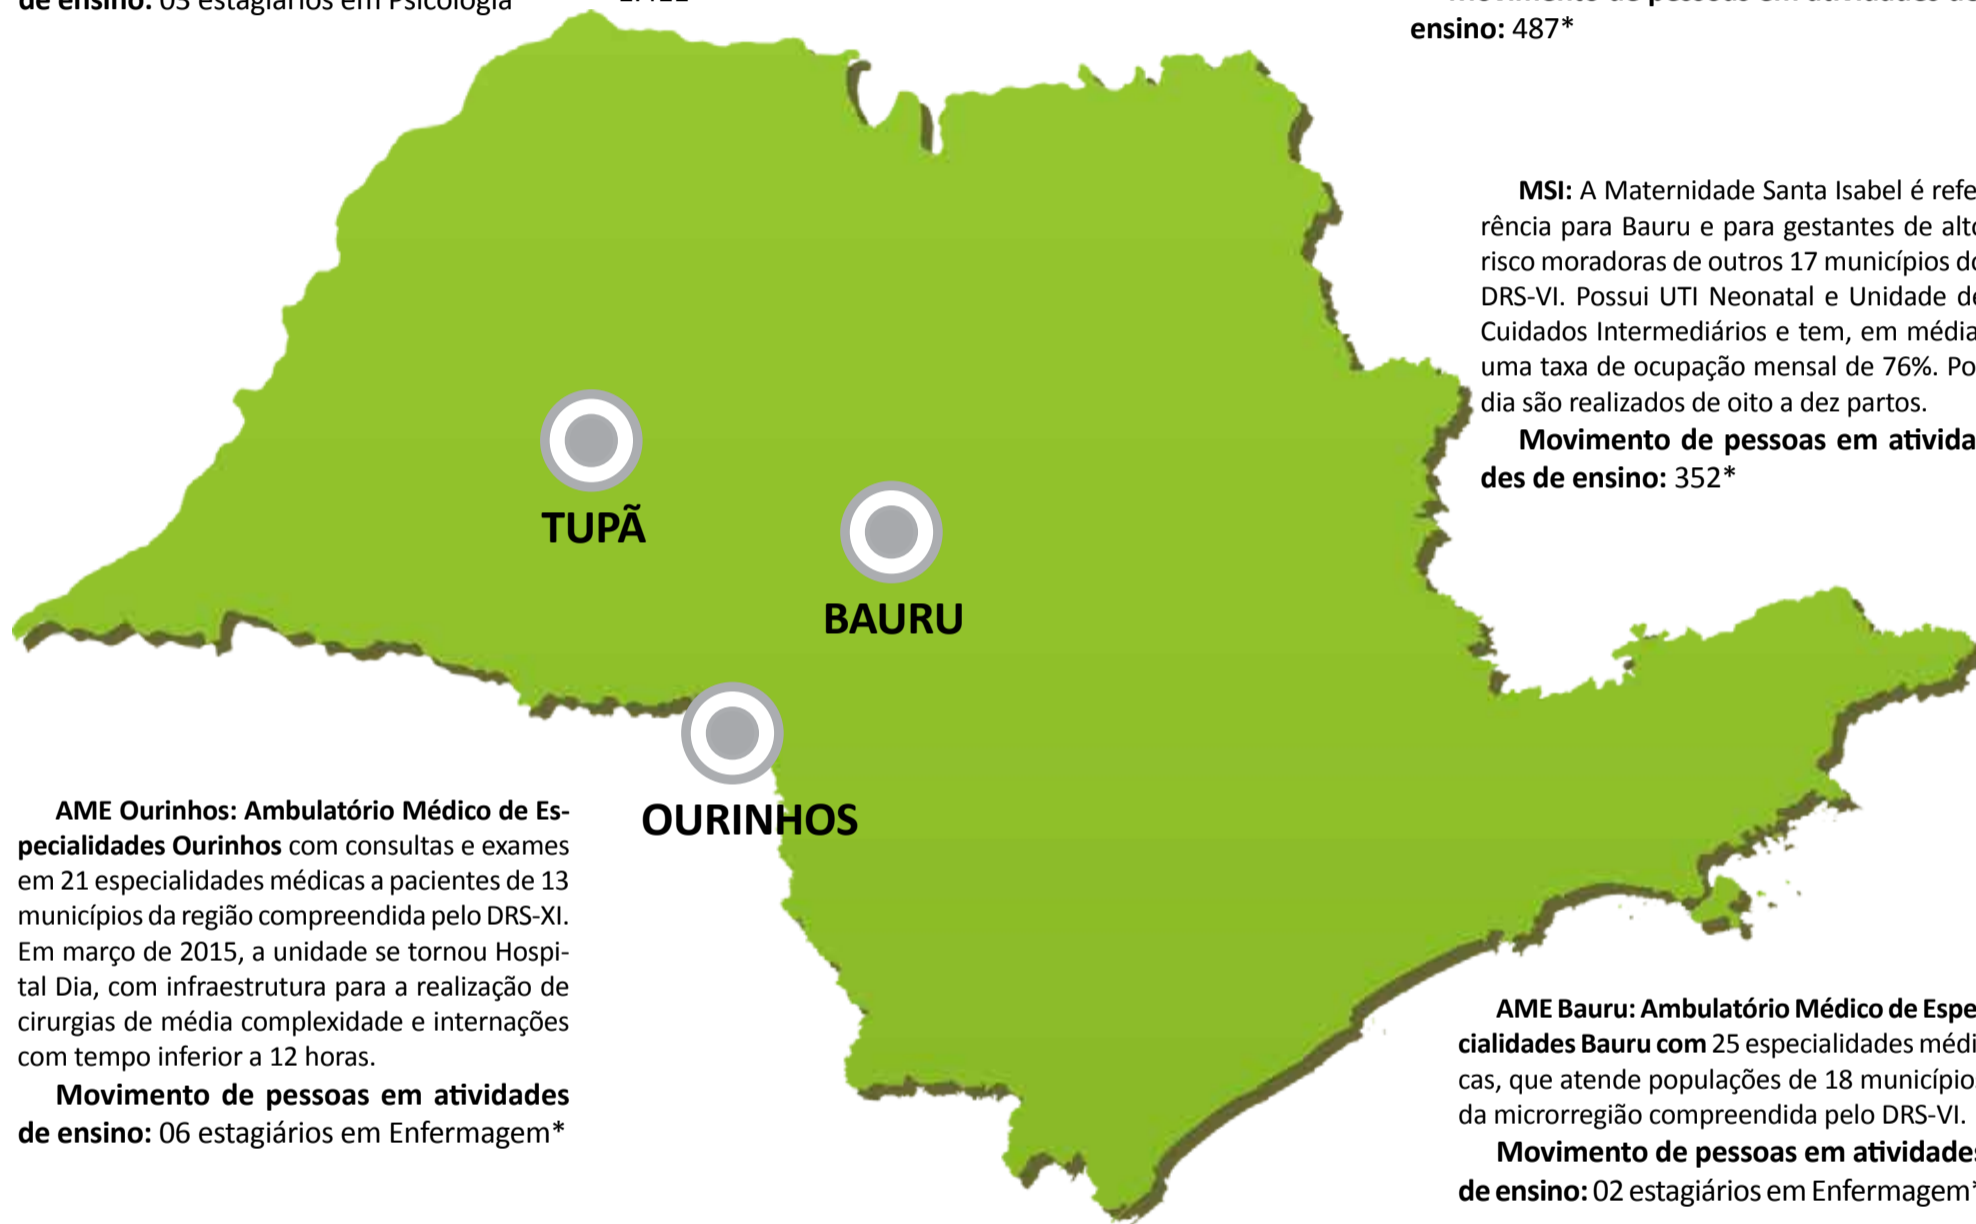 de ensino: 03 estagiários em Psicologia
ensino: 487*
MSI: A Maternidade Santa Isabel é refe
rência para Bauru e para gestantes de alto
risco moradoras de outros 17 municípios do
DRS-VI. Possui UTI Neonatal e Unidade de
Cuidados Intermediários e tem, em média
uma taxa de ocupação mensal de 76%. Po
dia são realizados de oito a dez partos.
Movimento de pessoas em ativida
des de ensino: 352*
TUPÃ
BAURU
OURINHOS
AME Ourinhos: Ambulatório Médico de Es-
pecialidades Ourinhos com consultas e exames
em 21 especialidades médicas a pacientes de 13
municípios da região compreendida pelo DRS-XI.
Em março de 2015, a unidade se tornou Hospi-
tal Dia, com infraestrutura para a realização de
cirurgias de média complexidade e internações
com tempo inferior a 12 horas.
Movimento de pessoas em atividades
de ensino: 06 estagiários em Enfermagem*
AME Bauru: Ambulatório Médico de Espe
cialidades Bauru com 25 especialidades médi
cas, que atende populações de 18 municípios
da microrregião compreendida pelo DRS-VI.
Movimento de pessoas em atividades
de ensino: 02 estagiários em Enfermagem*